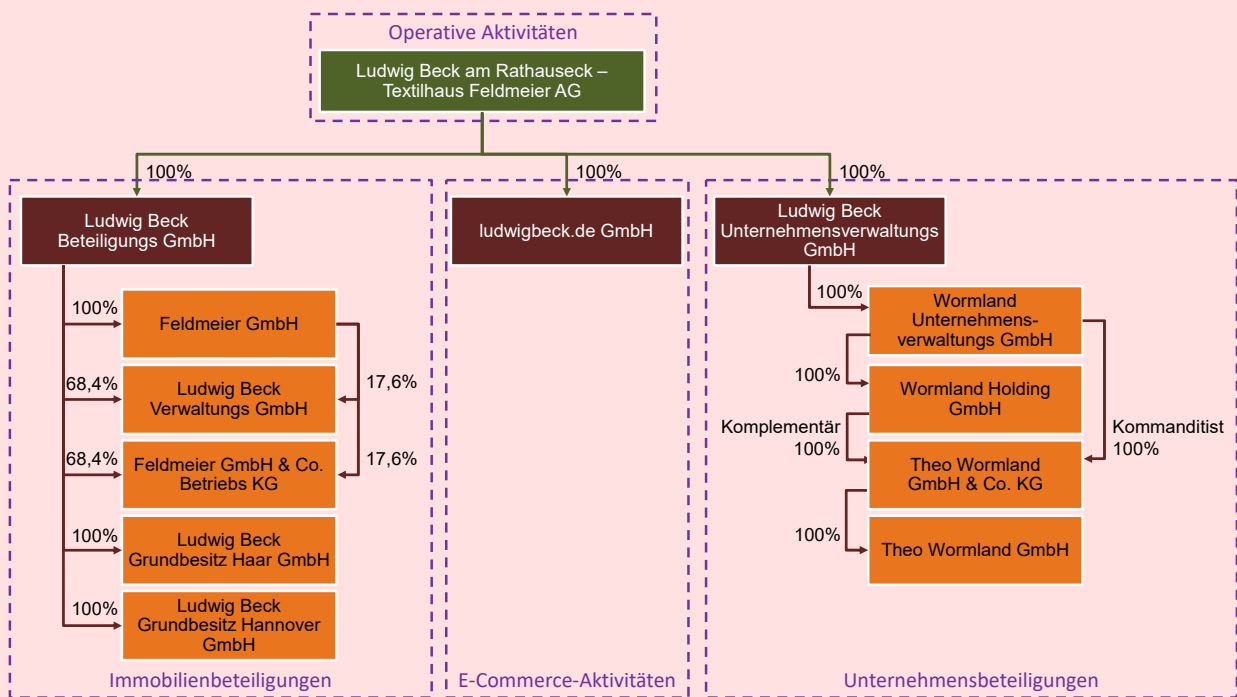 Operative Aktivitäten
Ludwig Beck am Rathauseck –
Textilhaus Feldmeier AG
100%
100%
100%
Ludwig Beck
Beteiligungs GmbH
100%
Feldmeier GmbH
68,4%
Ludwig Beck
Verwaltungs GmbH
17,6%
68,4%
Feldmeier GmbH & Co.
Betriebs KG
17,6%
100%
Ludwig Beck
Grundbesitz Haar GmbH
100%
Ludwig Beck
Grundbesitz Hannover
GmbH
Immobilienbeteiligungen
ludwigbeck.de GmbH
E-Commerce-Aktivitäten
Ludwig Beck
Unternehmensverwaltungs
GmbH
100%
Wormland
Unternehmens-
verwaltungs GmbH
100%
Wormland Holding
GmbH
Komplementär
100%
Kommanditist
100%
Theo Wormland
GmbH & Co. KG
100%
Theo Wormland GmbH
Unternehmensbeteiligungen